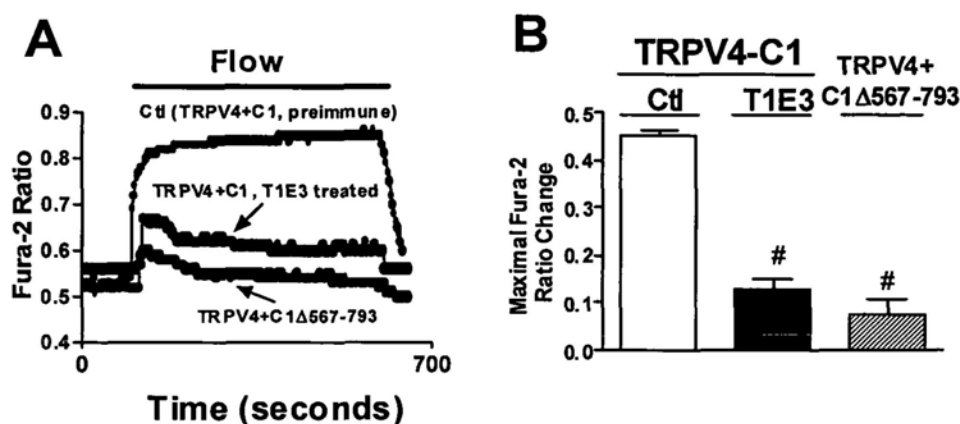 A
Flow
Ctl (TRPV4+C1, preimmune)
TRPV4+C1, T1E3 treated
TRPV4+C1Δ567-793
Fura-2 Ratio
0.9
0.8
0.7
0.6
0.5
0.4
0
700
Time (seconds)
B
TRPV4-C1
Ctl
T1E3
TRPV4+
C1Δ567-793
Maximal Fura-2
Ratio Change
0.5
0.4
0.3
0.2
0.1
0.0
#
#